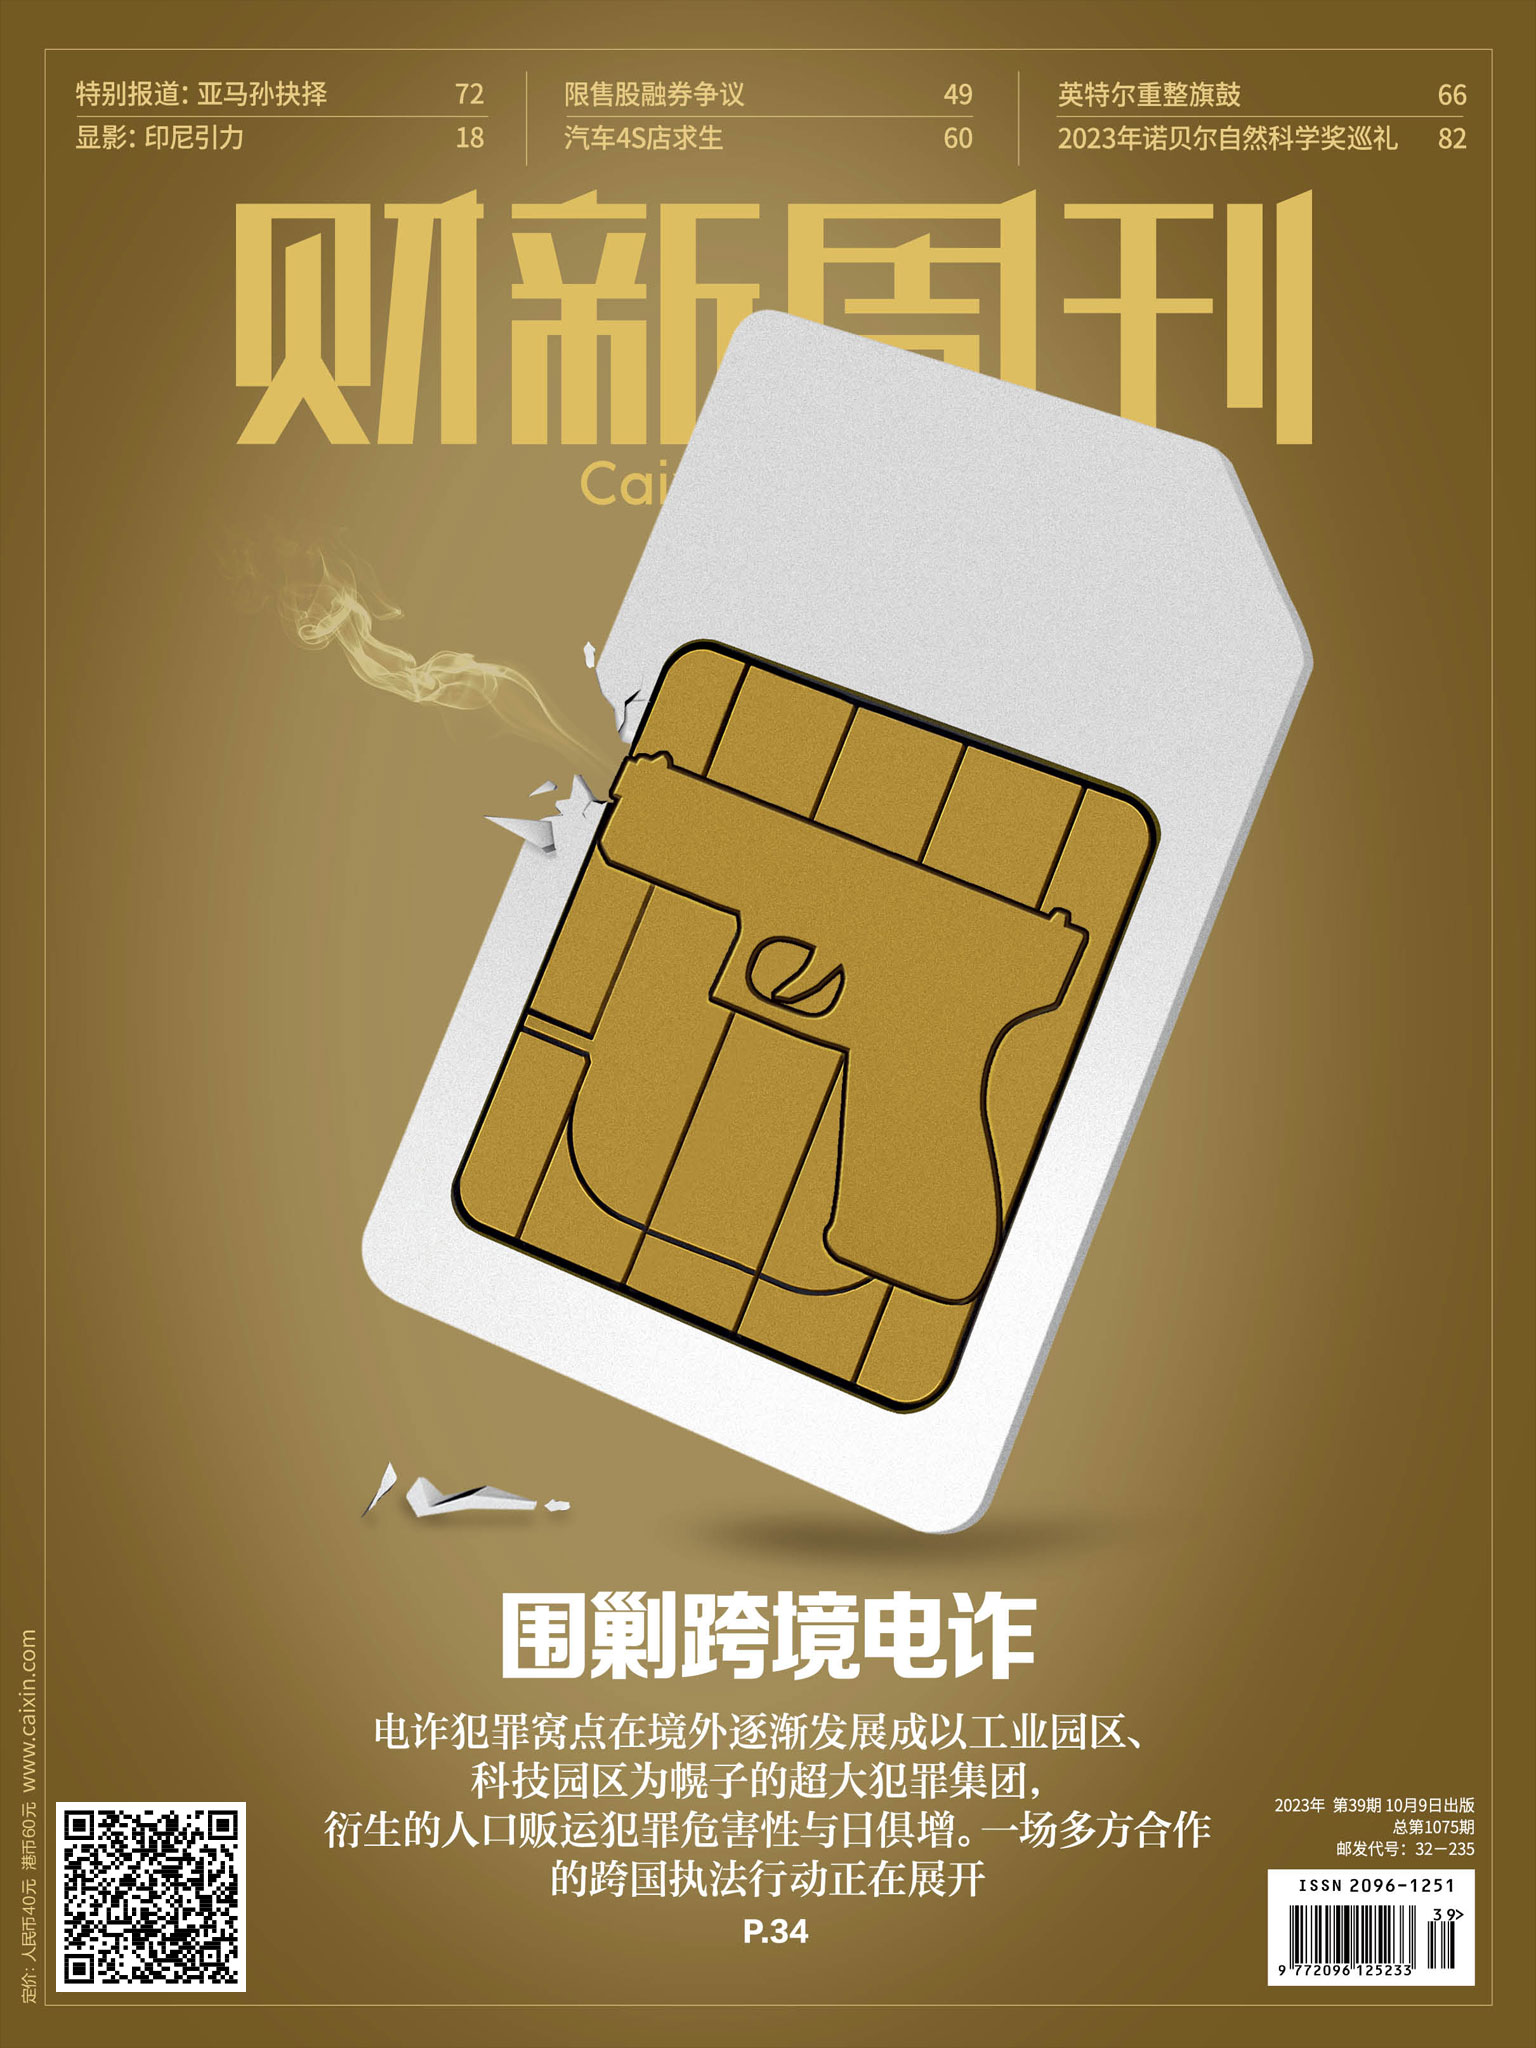 特别报道：亚马孙抉择 72
显影：印尼引力 18
限售股融券争议 49
汽车4S店求生 60
英特尔重整旗鼓 66
2023年诺贝尔自然科学奖巡礼 82
财新周刊
Cai
围剿跨境电诈
电诈犯罪窝点在境外逐渐发展成以工业园区、
科技园区为幌子的超大犯罪集团，
衍生的人口贩运犯罪危害性与日俱增。一场多方合作
的跨国执法行动正在展开
P.34
定价：人民币40元 港币60元 www.caixin.com
2023年 第39期 10月9日出版
总第1075期
邮发代号：32－235
ISSN 2096-1251
39>
9 772096 125233